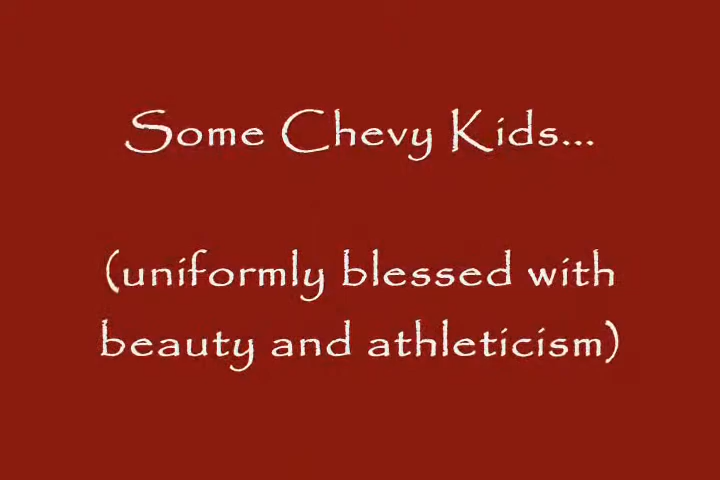 Some Chevy Kids...
(uniformly blessed with
beauty and athleticism)